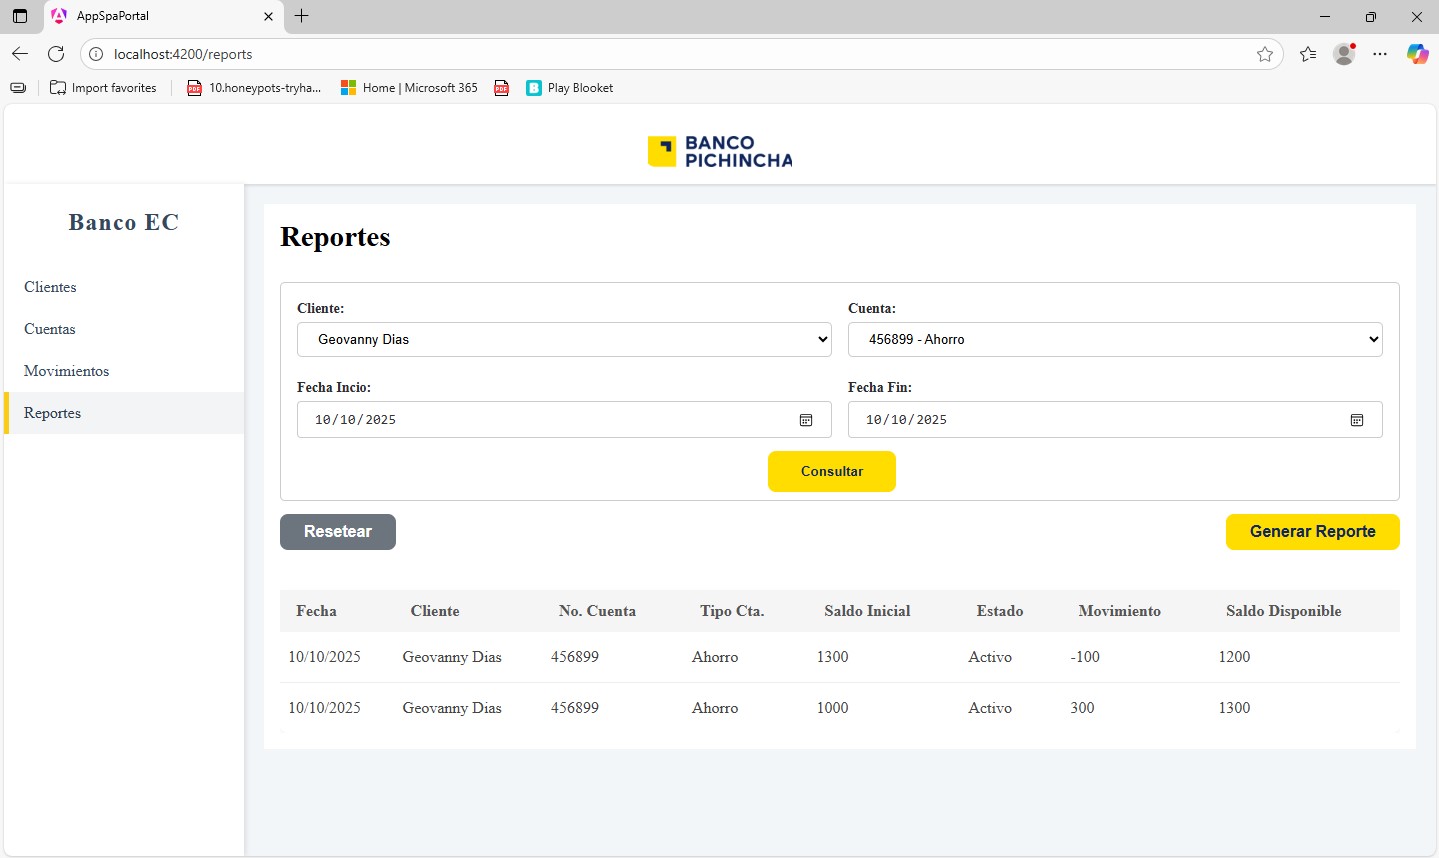 AppSpaPortal
localhost:4200/reports
Import favorites
10.honeypots-tryha...
Home | Microsoft 365
Play Blooket
BANCO
PICHINCHA
Banco EC
Clientes
Cuentas
Movimientos
Reportes
Reportes
Cliente: Cuenta:
Geovanny Dias 456899 - Ahorro
Fecha Incio: Fecha Fin:
10/10/2025 10/10/2025
Consultar
Resetear Generar Reporte
Fecha Cliente No. Cuenta Tipo Cta. Saldo Inicial Estado Movimiento Saldo Disponible
10/10/2025 Geovanny Dias 456899 Ahorro 1300 Activo -100 1200
10/10/2025 Geovanny Dias 456899 Ahorro 1000 Activo 300 1300